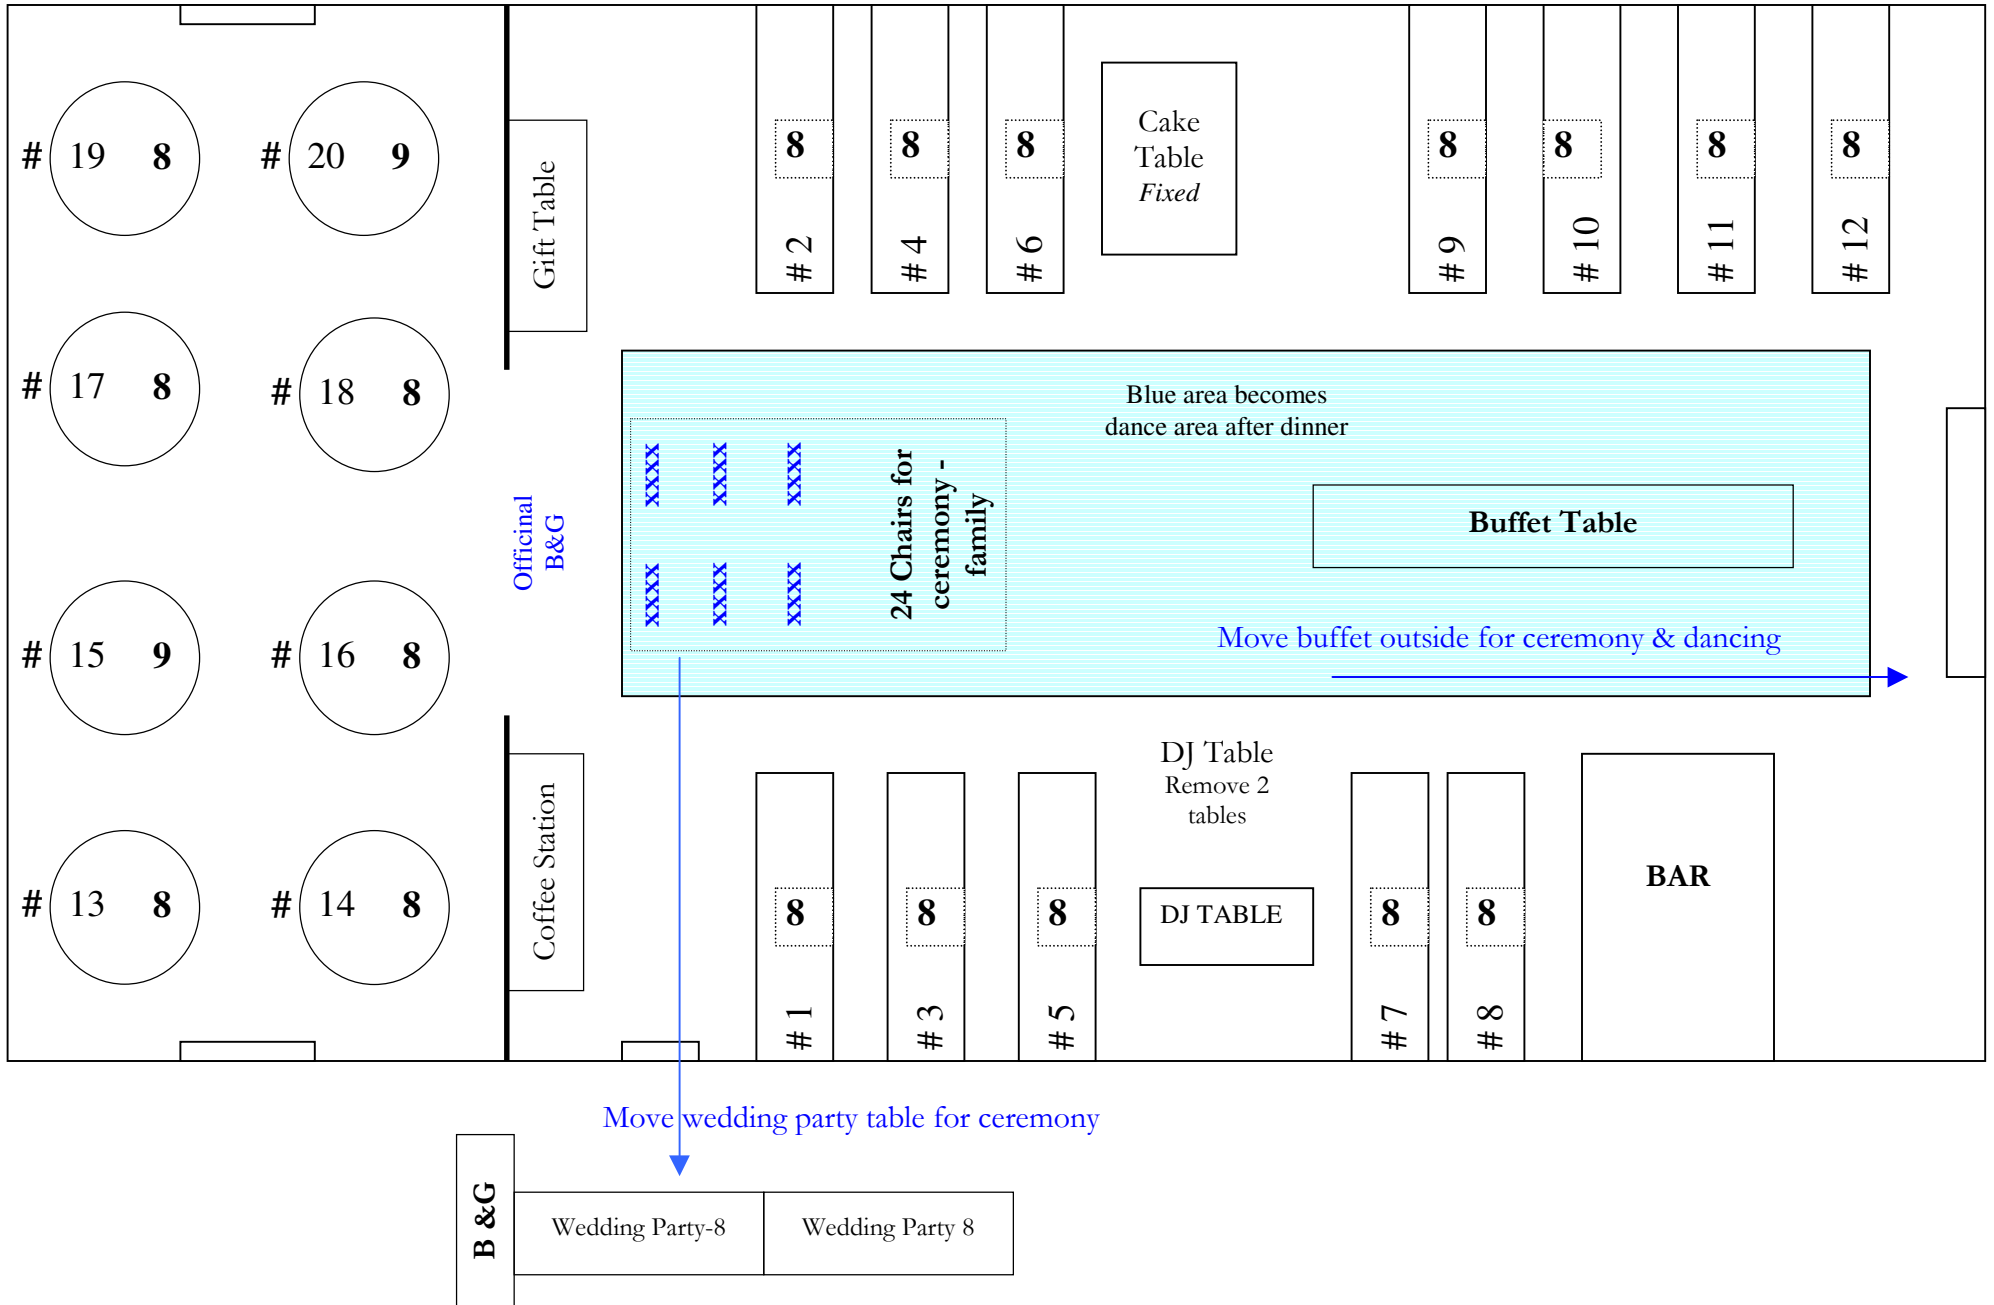 # 19 8
# 20 9
# 17 8
# 18 8
# 15 9
# 16 8
# 13 8
# 14 8
Gift Table
Officinal
B&G
Coffee Station
8
# 2
8
# 4
8
# 6
Cake
Table
Fixed
8
# 9
8
# 10
8
# 11
8
# 12
Blue area becomes
dance area after dinner
xxxx xxxx xxxx
xxxx xxxx xxxx
24 Chairs for
ceremony -
family
Buffet Table
Move buffet outside for ceremony & dancing
DJ Table
Remove 2
tables
8
# 1
8
# 3
8
# 5
DJ TABLE
8
# 7
8
# 8
BAR
Move wedding party table for ceremony
B &G
Wedding Party-8
Wedding Party 8